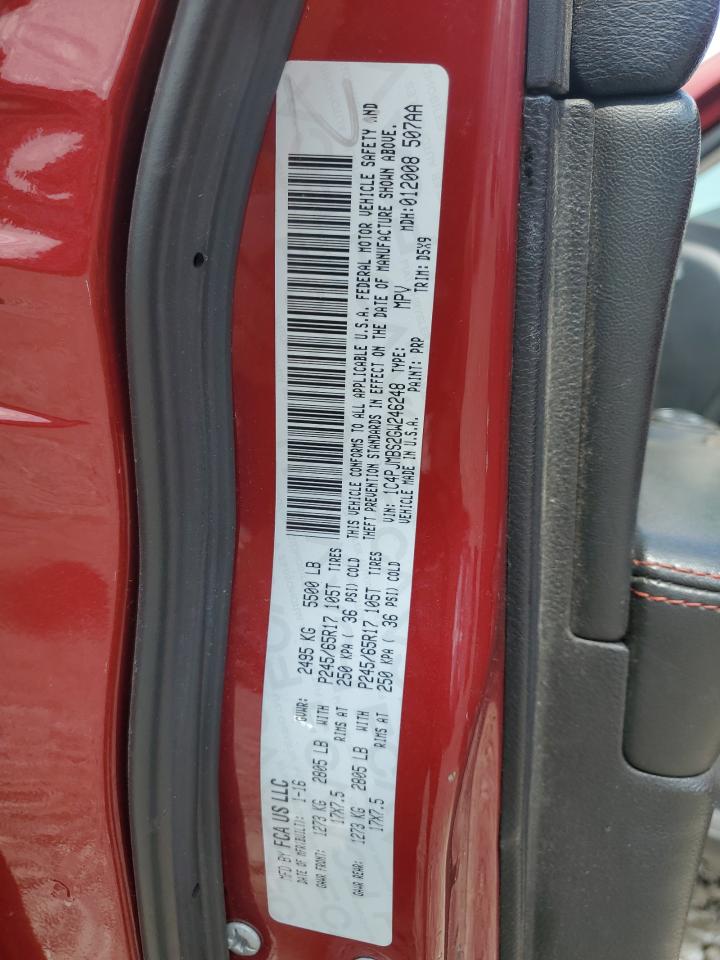 MFD BY FCA US LLC
DATE OF MFR(BUILT): 1-16 GVWR: 2495 KG 5500 LB
GAWR FRONT: 1273 KG 2805 LB WITH P245/65R17 105T TIRES
17X7.5 RIMS AT 250 KPA ( 36 PSI) COLD
GAWR REAR: 1273 KG 2805 LB WITH P245/65R17 105T TIRES
17X7.5 RIMS AT 250 KPA ( 36 PSI) COLD
THIS VEHICLE CONFORMS TO ALL APPLICABLE U.S.A. FEDERAL MOTOR VEHICLE SAFETY AND
THEFT PREVENTION STANDARDS IN EFFECT ON THE DATE OF MANUFACTURE SHOWN ABOVE.
VIN: 1C4PJMBS2GW246248 TYPE: MPV MDH:012008 507AA
VEHICLE MADE IN U.S.A. PAINT: PRP TRIM: D5X9